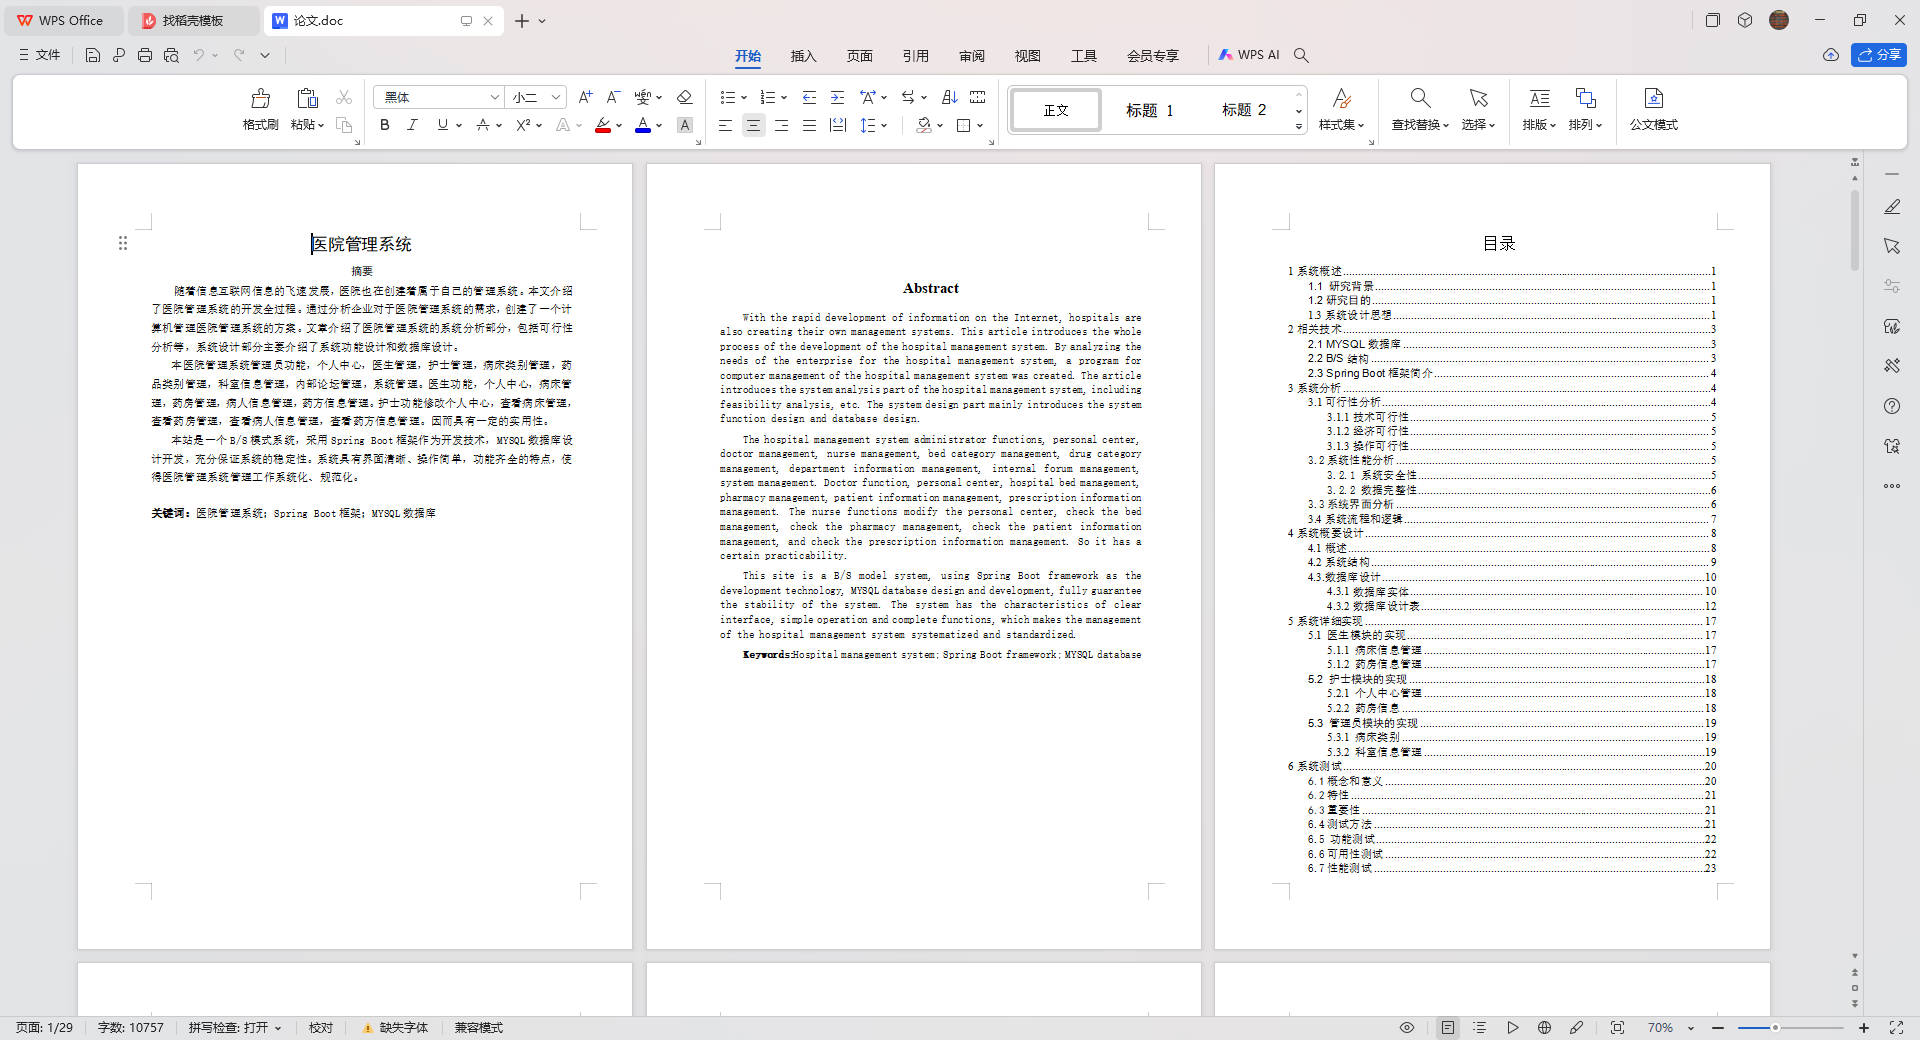 WPS Office
找稻壳模板
论文.doc
文件
开始
插入
页面
引用
审阅
视图
工具
会员专享
WPS AI
分享
格式刷
粘贴
黑体
小二
正文
标题 1
标题 2
样式集
查找替换
选择
排版
排列
公文模式
医院管理系统
摘要
随着信息互联网信息的飞速发展，医院也在创建着属于自己的管理系统。本文介绍
了医院管理系统的开发全过程。通过分析企业对于医院管理系统的需求，创建了一个计
算机管理医院管理系统的方案。文章介绍了医院管理系统的系统分析部分，包括可行性
分析等，系统设计部分主要介绍了系统功能设计和数据库设计。
本医院管理系统管理员功能，个人中心，医生管理，护士管理，病床类别管理，药
品类别管理，科室信息管理，内部论坛管理，系统管理。医生功能，个人中心，病床管
理，药房管理，病人信息管理，药方信息管理。护士功能修改个人中心，查看病床管理，
查看药房管理，查看病人信息管理，查看药方信息管理。因而具有一定的实用性。
本站是一个B/S模式系统，采用Spring Boot框架作为开发技术，MYSQL数据库设
计开发，充分保证系统的稳定性。系统具有界面清晰、操作简单，功能齐全的特点，使
得医院管理系统管理工作系统化、规范化。
关键词：医院管理系统；Spring Boot框架；MYSQL数据库
Abstract
With the rapid development of information on the Internet, hospitals are
also creating their own management systems. This article introduces the whole
process of the development of the hospital management system. By analyzing the
needs of the enterprise for the hospital management system, a program for
computer management of the hospital management system was created. The article
introduces the system analysis part of the hospital management system, including
feasibility analysis, etc. The system design part mainly introduces the system
function design and database design.
The hospital management system administrator functions, personal center,
doctor management, nurse management, bed category management, drug category
management, department information management, internal forum management,
system management. Doctor function, personal center, hospital bed management,
pharmacy management, patient information management, prescription information
management. The nurse functions modify the personal center, check the bed
management, check the pharmacy management, check the patient information
management, and check the prescription information management. So it has a
certain practicability.
This site is a B/S model system, using Spring Boot framework as the
development technology, MYSQL database design and development, fully guarantee
the stability of the system. The system has the characteristics of clear
interface, simple operation and complete functions, which makes the management
of the hospital management system systematized and standardized.
Keywords:Hospital management system; Spring Boot framework; MYSQL database
目录
1 系统概述 1
1.1 研究背景 1
1.2 研究目的 1
1.3 系统设计思想 1
2 相关技术 3
2.1 MYSQL 数据库 3
2.2 B/S 结构 3
2.3 Spring Boot 框架简介 4
3 系统分析 4
3.1 可行性分析 4
3.1.1 技术可行性 5
3.1.2 经济可行性 5
3.1.3 操作可行性 5
3.2 系统性能分析 5
3.2.1 系统安全性 5
3.2.2 数据完整性 6
3.3 系统界面分析 6
3.4 系统流程和逻辑 7
4 系统概要设计 8
4.1 概述 8
4.2 系统结构 9
4.3.数据库设计 10
4.3.1 数据库实体 10
4.3.2 数据库设计表 12
5 系统详细实现 17
5.1 医生模块的实现 17
5.1.1 病床信息管理 17
5.1.2 药房信息管理 17
5.2 护士模块的实现 18
5.2.1 个人中心管理 18
5.2.2 药房信息 18
5.3 管理员模块的实现 19
5.3.1 病床类别 19
5.3.2 科室信息管理 19
6 系统测试 20
6.1 概念和意义 20
6.2 特性 21
6.3 重要性 21
6.4 测试方法 21
6.5 功能测试 22
6.6 可用性测试 22
6.7 性能测试 23
页面: 1/29
字数: 10757
拼写检查: 打开
校对
缺失字体
兼容模式
70%